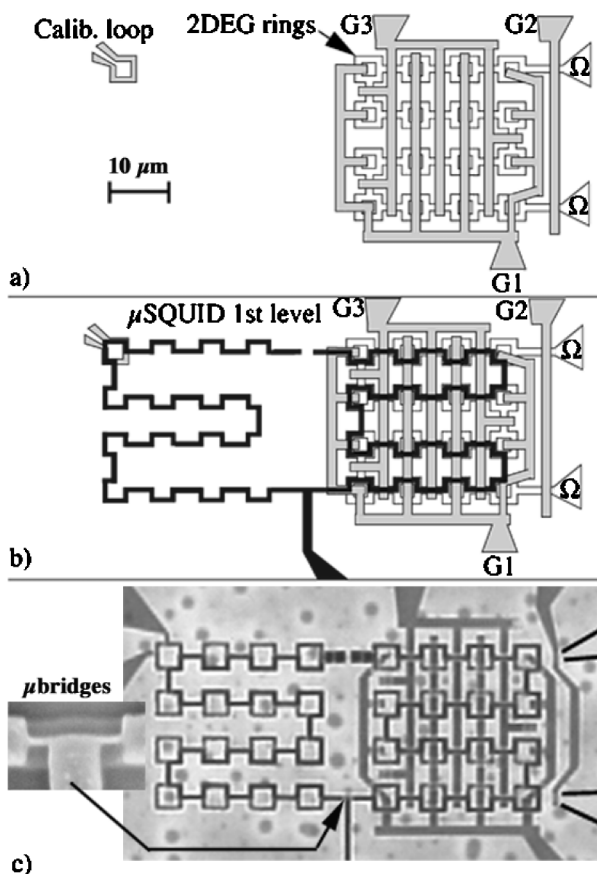 Calib. loop
2DEG rings
G3
G2
Ω
10 µm
Ω
a)
G1
µSQUID 1st level
G3
G2
Ω
Ω
b)
G1
µbridges
c)